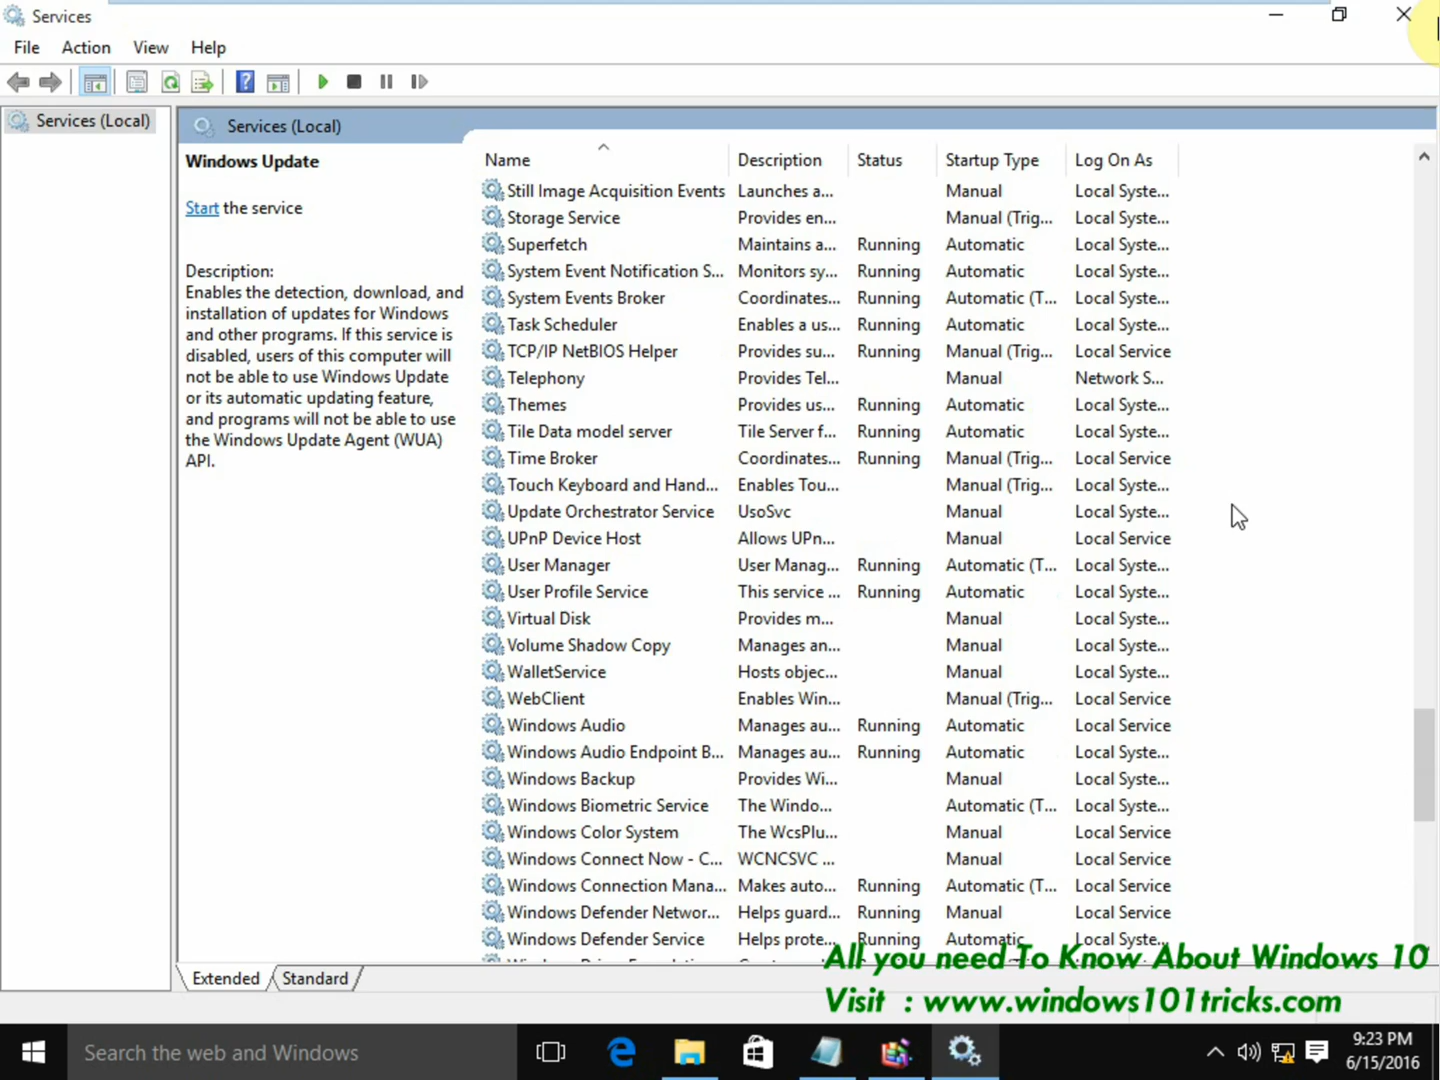 Services
File Action View Help
Services (Local)
Services (Local)
Windows Update
Start the service
Description:
Enables the detection, download, and
installation of updates for Windows
and other programs. If this service is
disabled, users of this computer will
not be able to use Windows Update
or its automatic updating feature,
and programs will not be able to use
the Windows Update Agent (WUA)
API.
Name Description Status Startup Type Log On As
Still Image Acquisition Events Launches a... Manual Local Syste...
Storage Service Provides en... Manual (Trig... Local Syste...
Superfetch Maintains a... Running Automatic Local Syste...
System Event Notification S... Monitors sy... Running Automatic Local Syste...
System Events Broker Coordinates... Running Automatic (T... Local Syste...
Task Scheduler Enables a us... Running Automatic Local Syste...
TCP/IP NetBIOS Helper Provides su... Running Manual (Trig... Local Service
Telephony Provides Tel... Manual Network S...
Themes Provides us... Running Automatic Local Syste...
Tile Data model server Tile Server f... Running Automatic Local Syste...
Time Broker Coordinates... Running Manual (Trig... Local Service
Touch Keyboard and Hand... Enables Tou... Manual (Trig... Local Syste...
Update Orchestrator Service UsoSvc Manual Local Syste...
UPnP Device Host Allows UPn... Manual Local Service
User Manager User Manag... Running Automatic (T... Local Syste...
User Profile Service This service ... Running Automatic Local Syste...
Virtual Disk Provides m... Manual Local Syste...
Volume Shadow Copy Manages an... Manual Local Syste...
WalletService Hosts objec... Manual Local Syste...
WebClient Enables Win... Manual (Trig... Local Service
Windows Audio Manages au... Running Automatic Local Service
Windows Audio Endpoint B... Manages au... Running Automatic Local Syste...
Windows Backup Provides Wi... Manual Local Syste...
Windows Biometric Service The Windo... Automatic (T... Local Syste...
Windows Color System The WcsPlu... Manual Local Service
Windows Connect Now - C... WCNCSVC ... Manual Local Service
Windows Connection Mana... Makes auto... Running Automatic (T... Local Service
Windows Defender Networ... Helps guard... Running Manual Local Service
Windows Defender Service Helps prote... Running Automatic Local Syste...
All you need To Know About Windows 10
Visit : www.windows101tricks.com
Extended Standard
Search the web and Windows
9:23 PM
6/15/2016